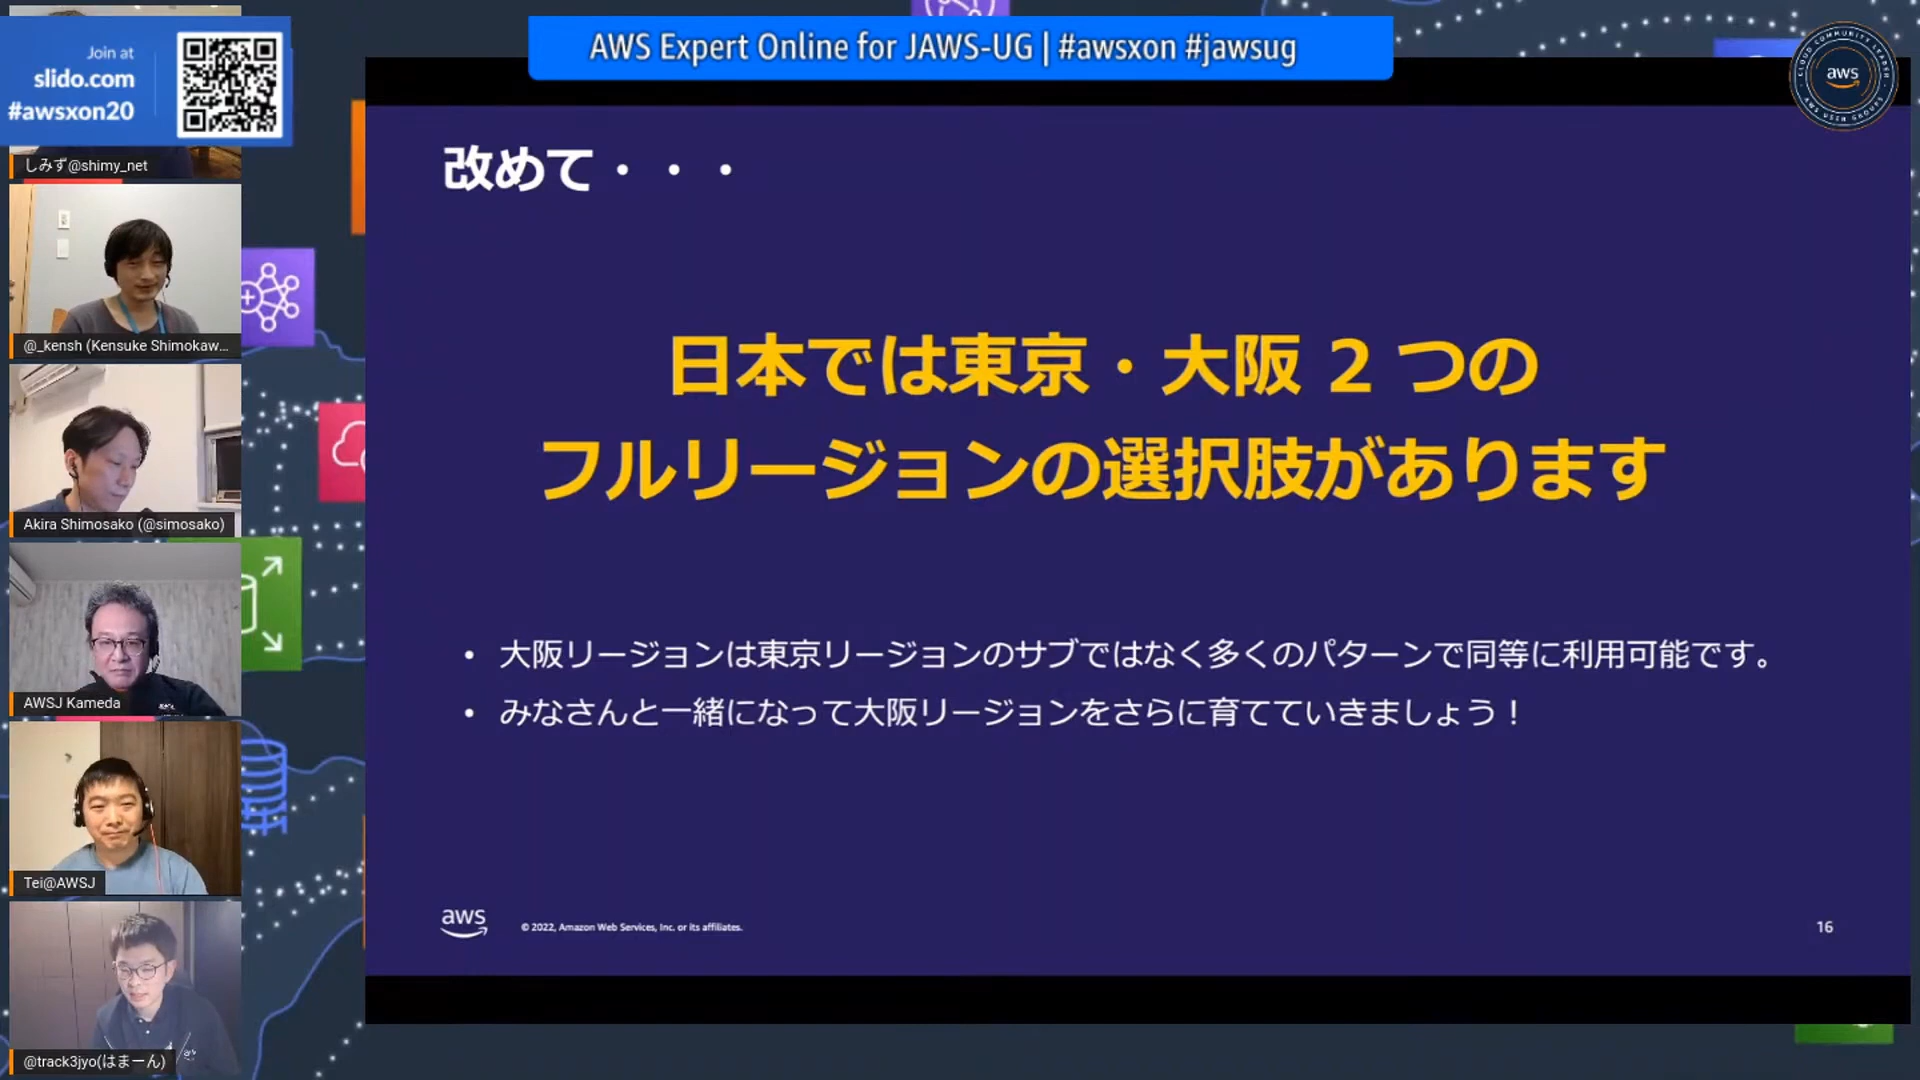 AWS Expert Online for JAWS-UG | #awsxon #jawsug
Join at
slido.com
#awsxon20
しみず@shimy_net
@_kensh (Kensuke Shimokaw...
Akira Shimosako (@simosako)
AWSJ Kameda
Tei@AWSJ
@track3jyo(はまーん)
aws
CLOUD COMMUNITY LEADER
AWS USER GROUPS
改めて・・・
日本では東京・大阪 2 つの
フルリージョンの選択肢があります
• 大阪リージョンは東京リージョンのサブではなく多くのパターンで同等に利用可能です。
• みなさんと一緒になって大阪リージョンをさらに育てていきましょう！
aws
© 2022, Amazon Web Services, Inc. or its affiliates.
16